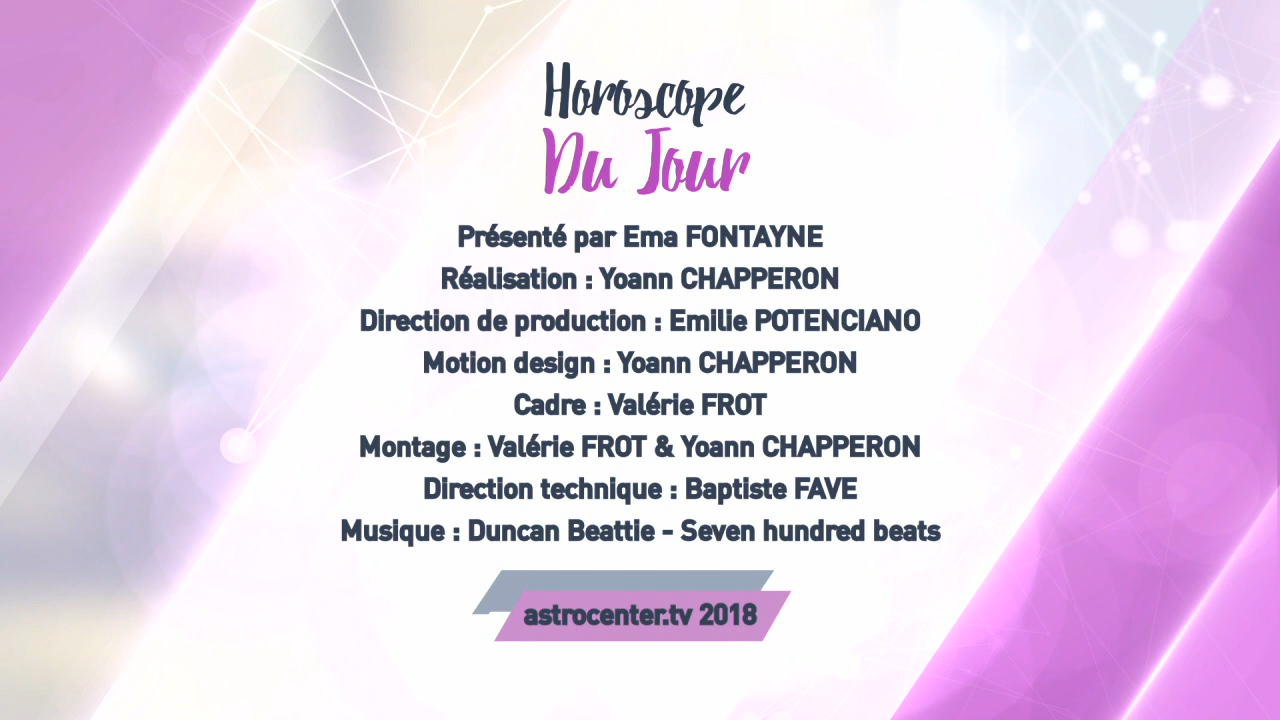 Horoscope
Du Jour
Présenté par Ema FONTAYNE
Réalisation : Yoann CHAPPERON
Direction de production : Emilie POTENCIANO
Motion design : Yoann CHAPPERON
Cadre : Valérie FROT
Montage : Valérie FROT & Yoann CHAPPERON
Direction technique : Baptiste FAVE
Musique : Duncan Beattie - Seven hundred beats
astrocenter.tv 2018